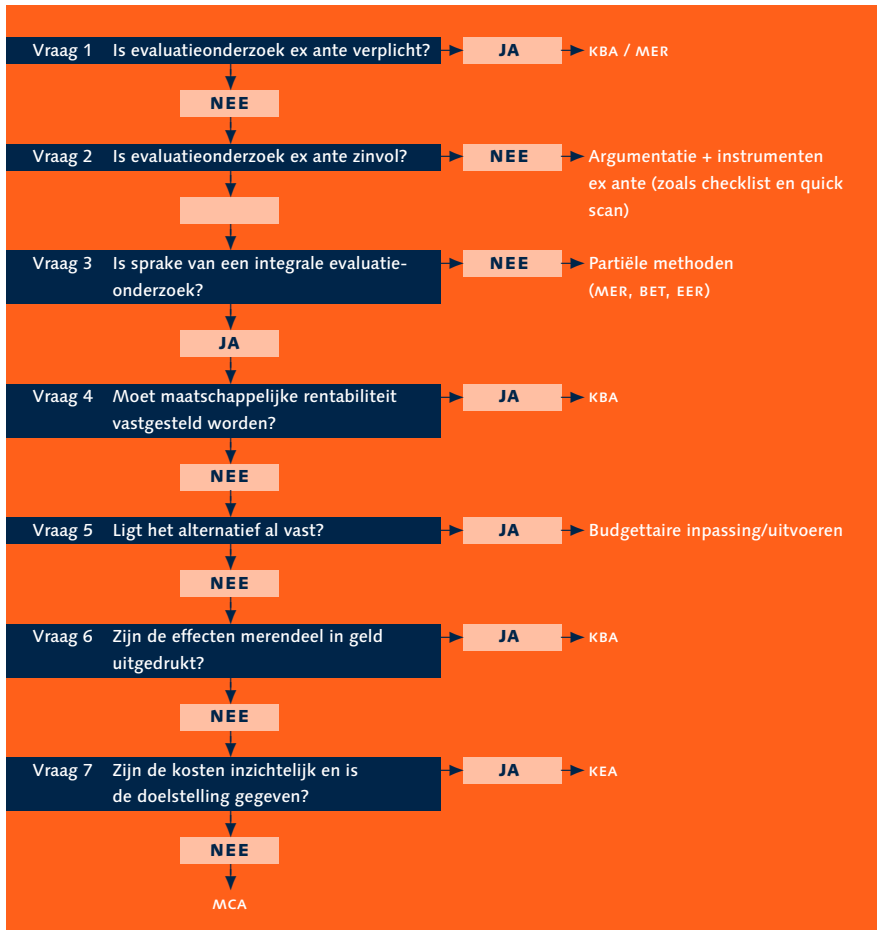 Vraag 1 Is evaluatieonderzoek ex ante verplicht? JA KBA / MER
NEE
Vraag 2 Is evaluatieonderzoek ex ante zinvol? NEE Argumentatie + instrumenten
ex ante (zoals checklist en quick
scan)
Vraag 3 Is sprake van een integrale evaluatie-
onderzoek?
NEE Partiële methoden
(MER, BET, EER)
JA
Vraag 4 Moet maatschappelijke rentabiliteit
vastgesteld worden?
JA KBA
NEE
Vraag 5 Ligt het alternatief al vast? JA Budgettaire inpassing/uitvoeren
NEE
Vraag 6 Zijn de effecten merendeel in geld
uitgedrukt?
JA KBA
NEE
Vraag 7 Zijn de kosten inzichtelijk en is
de doelstelling gegeven?
JA KEA
NEE
MCA